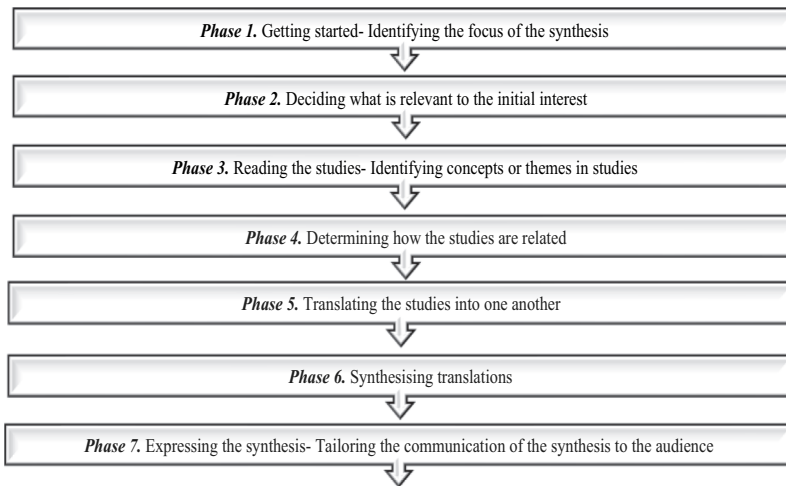 Phase 1. Getting started- Identifying the focus of the synthesis
Phase 2. Deciding what is relevant to the initial interest
Phase 3. Reading the studies- Identifying concepts or themes in studies
Phase 4. Determining how the studies are related
Phase 5. Translating the studies into one another
Phase 6. Synthesising translations
Phase 7. Expressing the synthesis- Tailoring the communication of the synthesis to the audience